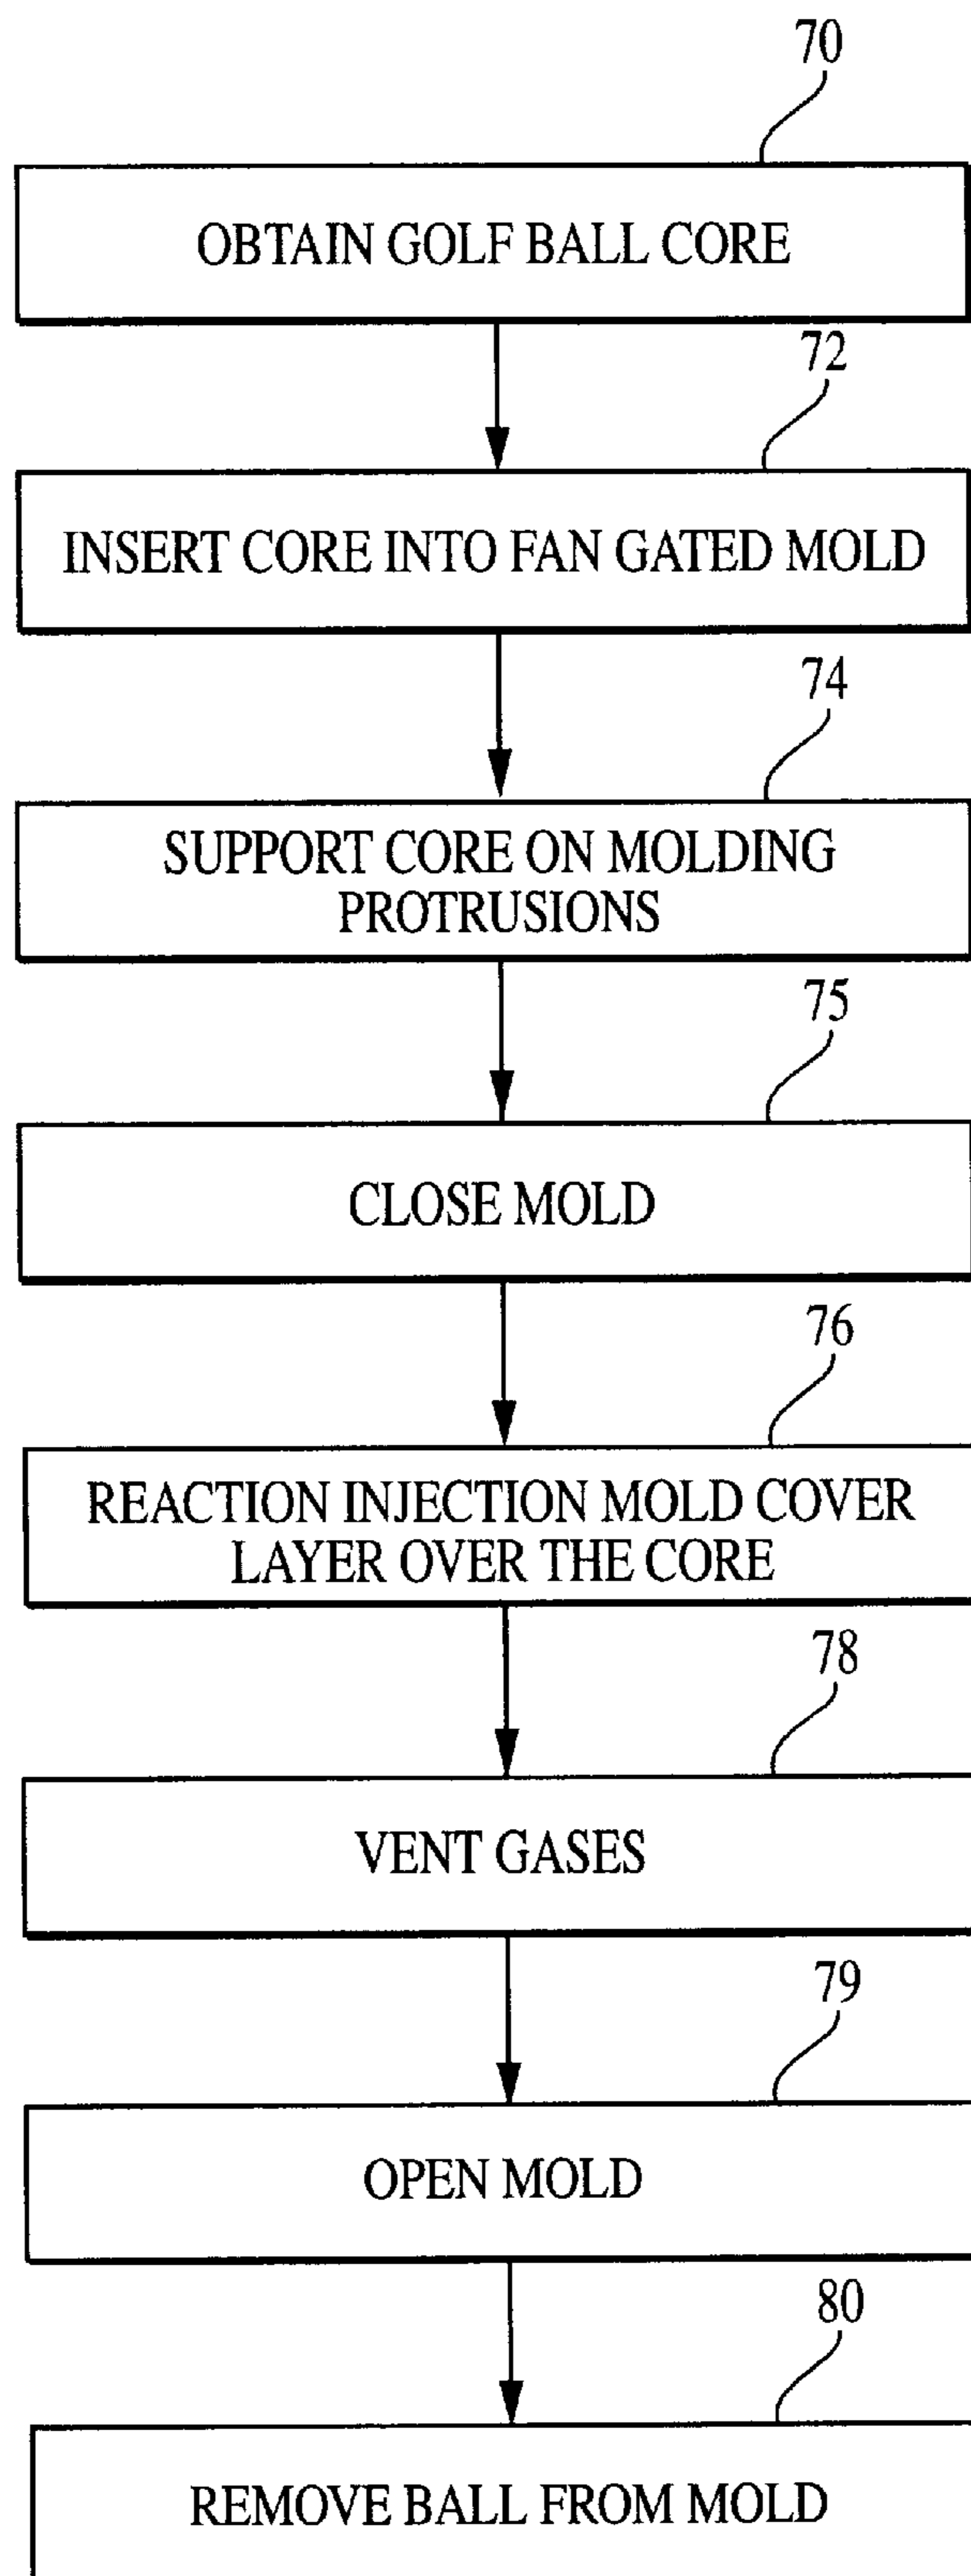 70
OBTAIN GOLF BALL CORE
72
INSERT CORE INTO FAN GATED MOLD
74
SUPPORT CORE ON MOLDING
PROTRUSIONS
75
CLOSE MOLD
76
REACTION INJECTION MOLD COVER
LAYER OVER THE CORE
78
VENT GASES
79
OPEN MOLD
80
REMOVE BALL FROM MOLD